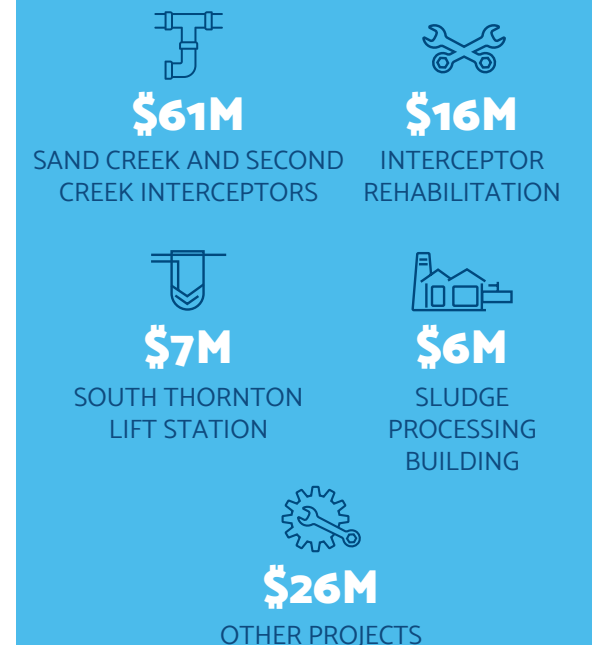 $61M
SAND CREEK AND SECOND
CREEK INTERCEPTORS
$16M
INTERCEPTOR
REHABILITATION
$7M
SOUTH THORNTON
LIFT STATION
$6M
SLUDGE
PROCESSING
BUILDING
$26M
OTHER PROJECTS